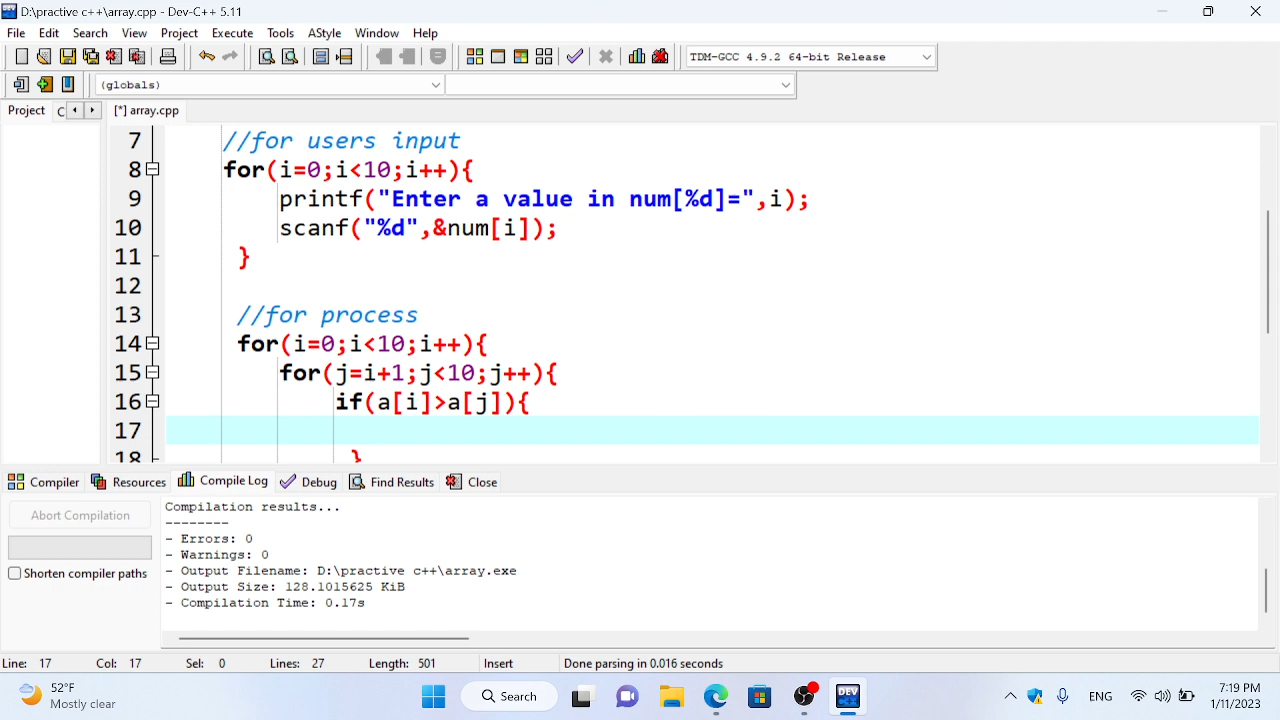 D:\practive c++\array.cpp - Dev-C++ 5.11
File Edit Search View Project Execute Tools AStyle Window Help
TDM-GCC 4.9.2 64-bit Release
(globals)
Project C [*] array.cpp
7 //for users input
8 for(i=0;i<10;i++){
9 printf("Enter a value in num[%d]=",i);
10 scanf("%d",&num[i]);
11 }
12
13 //for process
14 for(i=0;i<10;i++){
15 for(j=i+1;j<10;j++){
16 if(a[i]>a[j]){
17
18 }
Compiler Resources Compile Log Debug Find Results Close
Abort Compilation
Shorten compiler paths
Compilation results...
--------
- Errors: 0
- Warnings: 0
- Output Filename: D:\practive c++\array.exe
- Output Size: 128.1015625 KiB
- Compilation Time: 0.17s
Line: 17 Col: 17 Sel: 0 Lines: 27 Length: 501 Insert Done parsing in 0.016 seconds
52°F
Mostly clear
Search
DEV
ENG
7:19 PM
1/11/2023